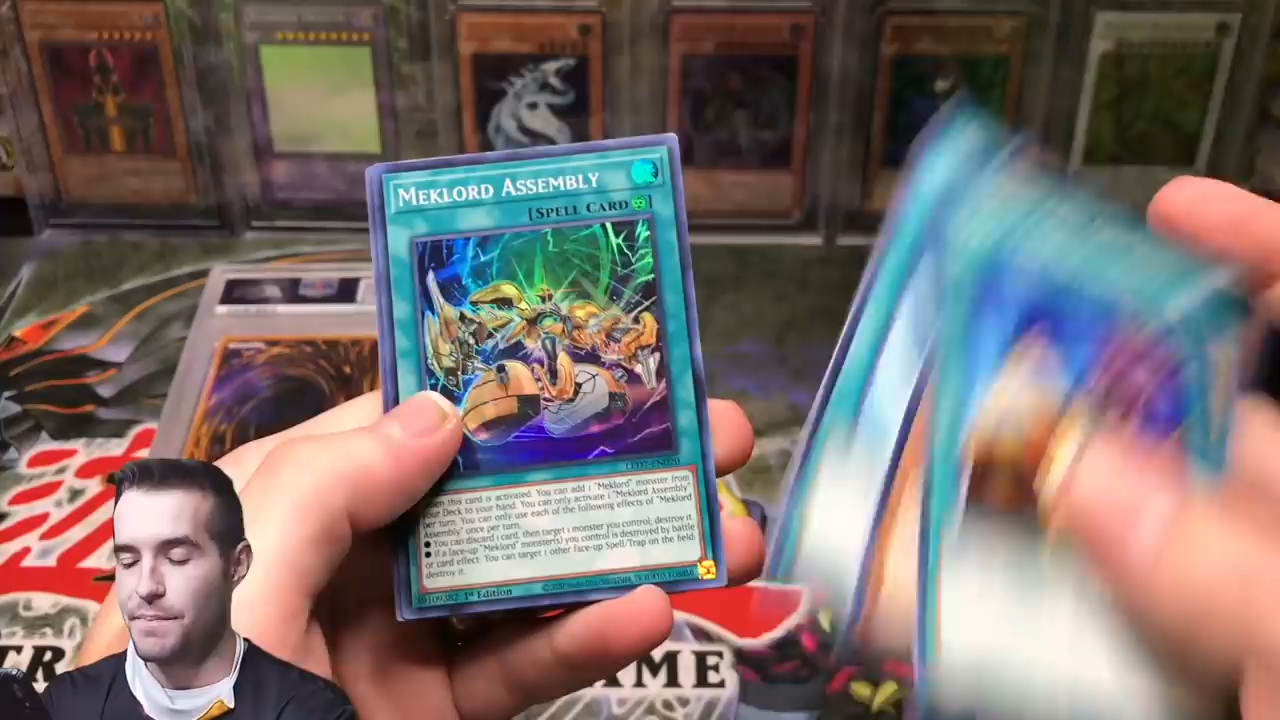 MEKLORD ASSEMBLY
[SPELL CARD
LED7-EN020
when this card is activated: You can add 1 "Meklord" monster from
your Deck to your hand. You can only activate 1 "Meklord Assembly"
per turn. You can only use each of the following effects of "Meklord
Assembly" once per turn.
● You can discard 1 card, then target 1 monster you control; destroy it.
● If a face-up "Meklord" monster(s) you control is destroyed by battle
or card effect: You can target 1 other face-up Spell/Trap on the field;
destroy it.
39109382 1st Edition